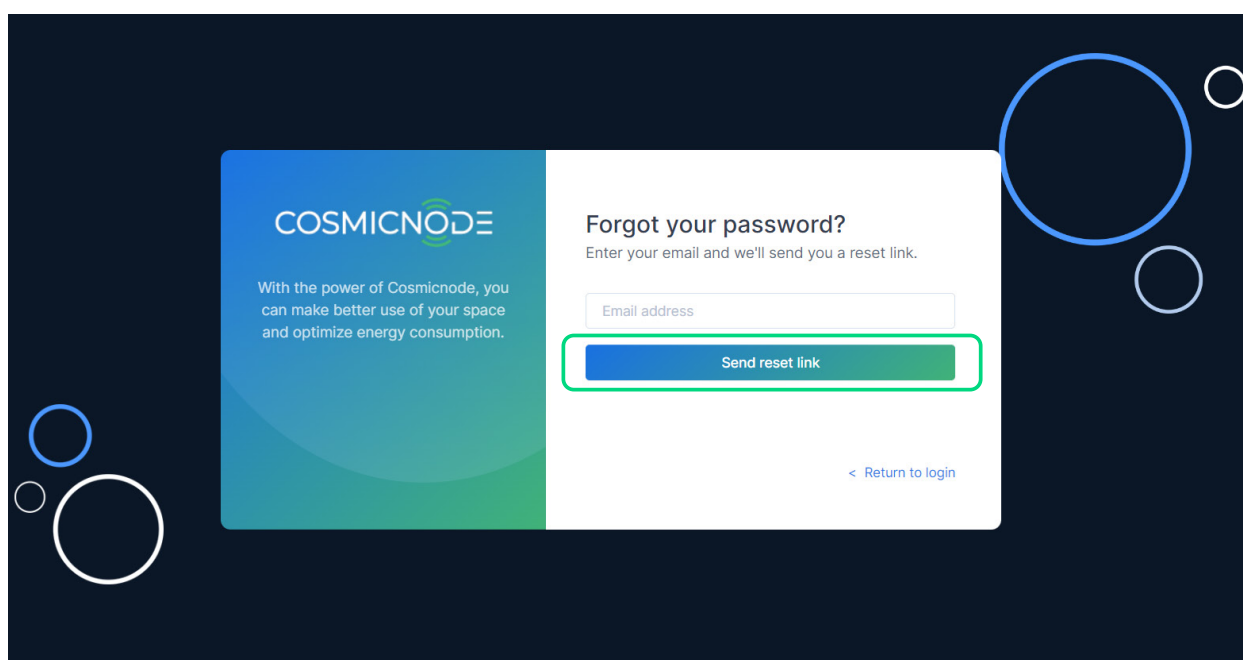 COSMICNODE
With the power of Cosmicnode, you
can make better use of your space
and optimize energy consumption.
Forgot your password?
Enter your email and we'll send you a reset link.
Email address
Send reset link
< Return to login